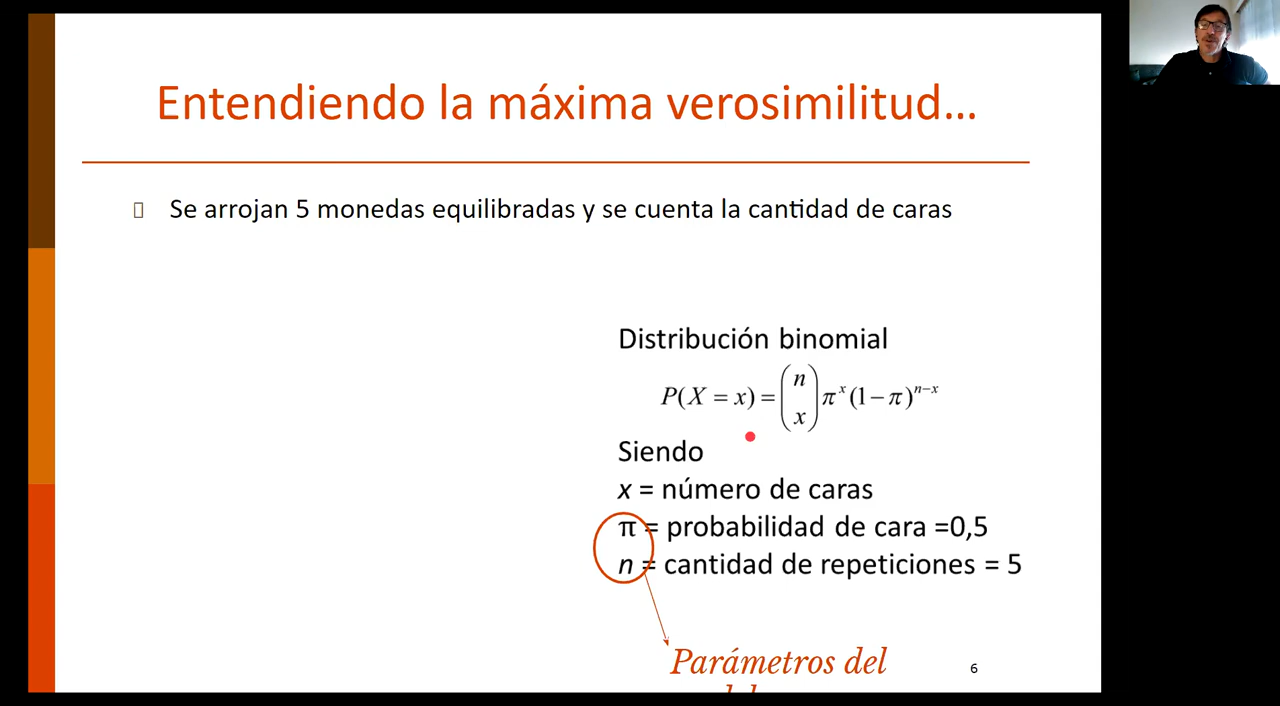 Entendiendo la máxima verosimilitud...
Se arrojan 5 monedas equilibradas y se cuenta la cantidad de caras
Distribución binomial
P(X = x) = (n x) π^x (1 − π)^{n−x}
Siendo
x = número de caras
π = probabilidad de cara =0,5
n = cantidad de repeticiones = 5
Parámetros del
6